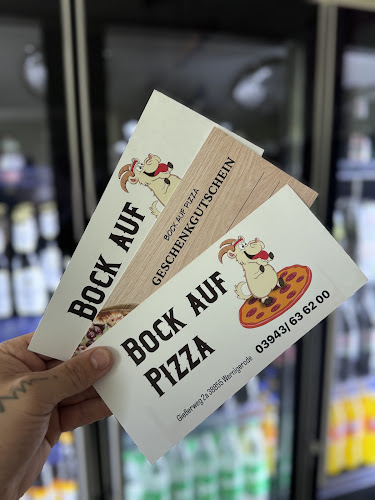 BOCK AUF
BOCK AUF PIZZA
GESCHENKGUTSCHEIN
BOCK AUF
PIZZA
Gießerweg 2a 38855 Wernigerode
03943/ 63 62 00